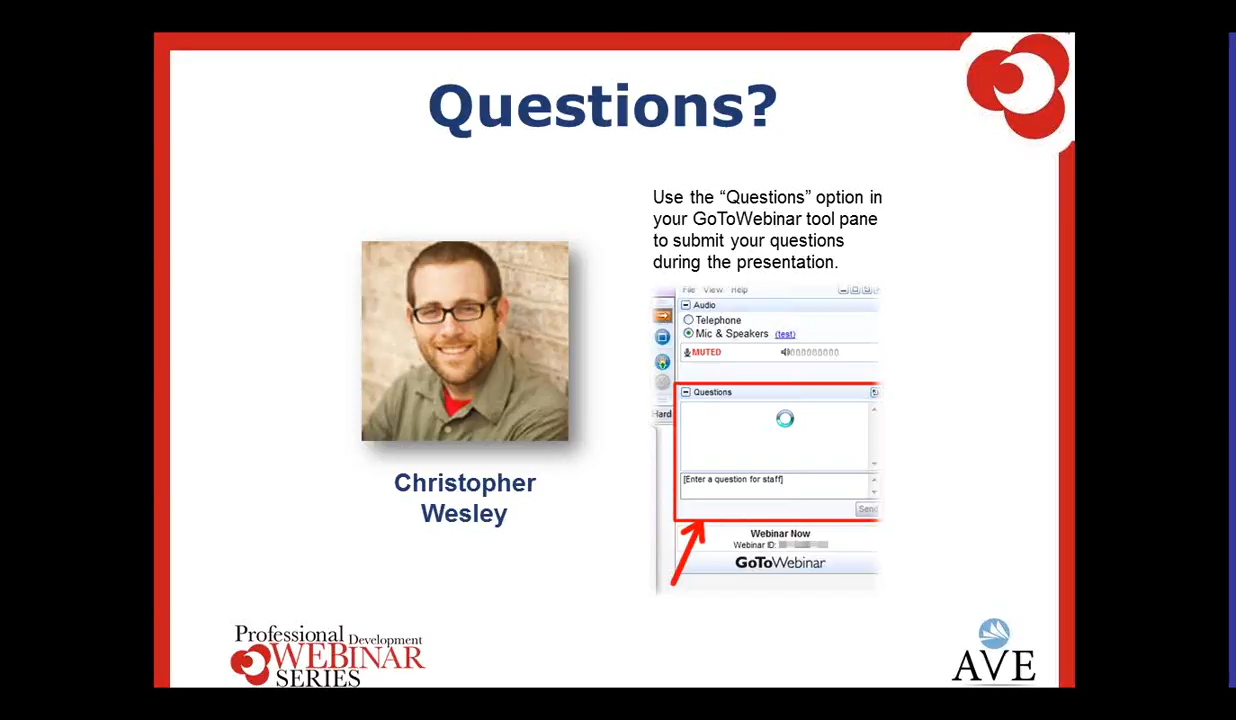 Questions?
Use the “Questions” option in
your GoToWebinar tool pane
to submit your questions
during the presentation.
File View Help
Audio
Telephone
Mic & Speakers (test)
MUTED
Hard
Questions
[Enter a question for staff]
Send
Webinar Now
Webinar ID:
GoToWebinar
Christopher
Wesley
Professional Development
WEBINAR
SERIES
AVE